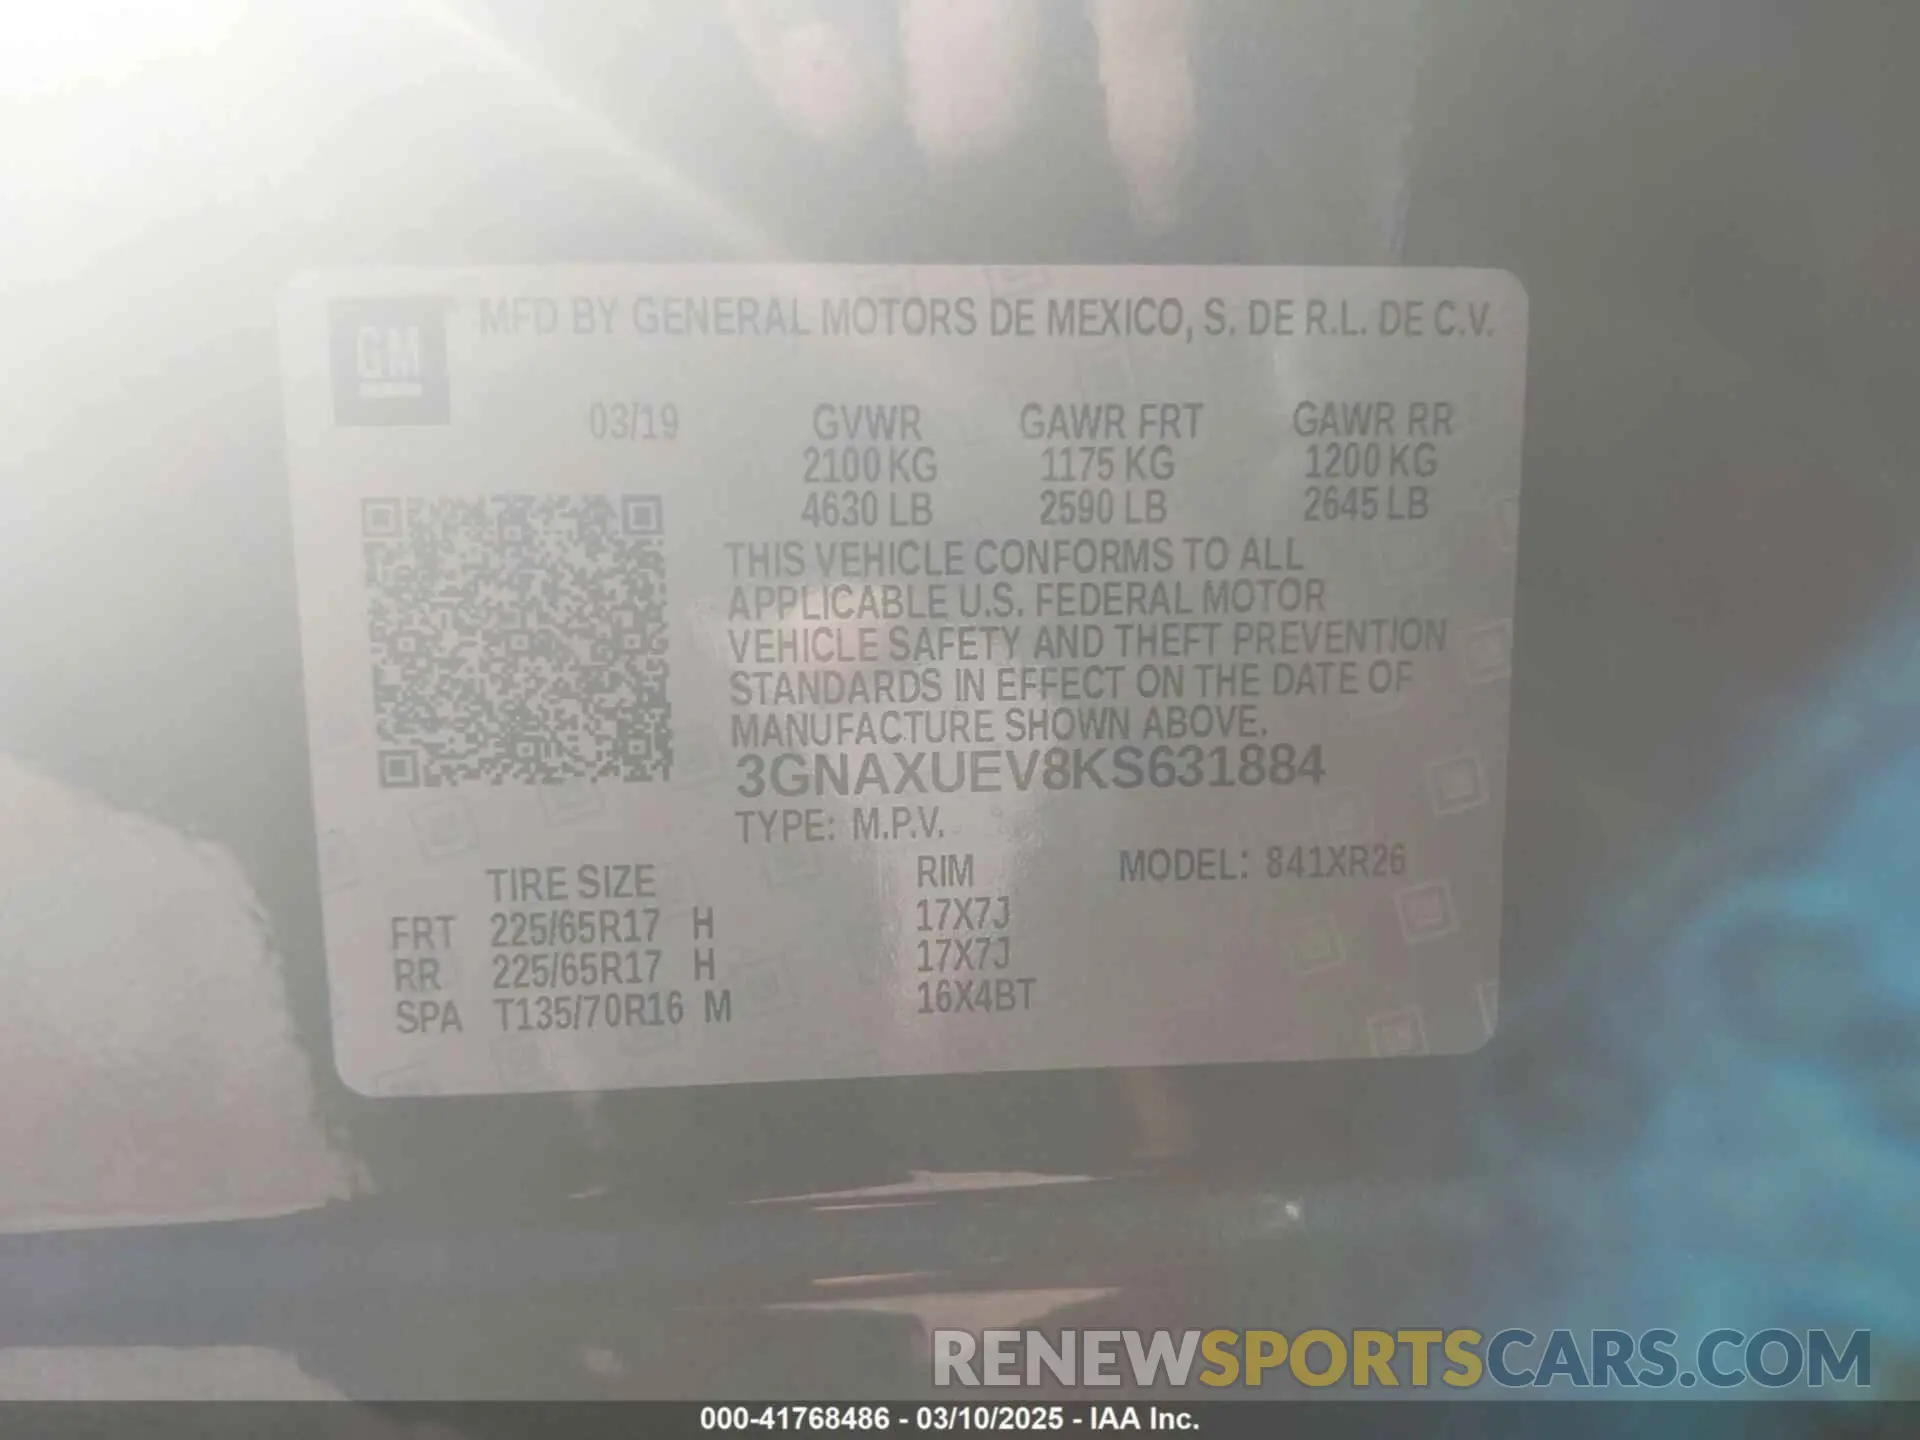 GM
MFD BY GENERAL MOTORS DE MEXICO, S. DE R.L. DE C.V.
03/19 GVWR GAWR FRT GAWR RR
2100 KG 1175 KG 1200 KG
4630 LB 2590 LB 2645 LB
THIS VEHICLE CONFORMS TO ALL
APPLICABLE U.S. FEDERAL MOTOR
VEHICLE SAFETY AND THEFT PREVENTION
STANDARDS IN EFFECT ON THE DATE OF
MANUFACTURE SHOWN ABOVE.
3GNAXUEV8KS631884
TYPE: M.P.V.
TIRE SIZE RIM MODEL: 841XR26
FRT 225/65R17 H 17X7J
RR 225/65R17 H 17X7J
SPA T135/70R16 M 16X4BT
RENEWSPORTSCARS.COM
000-41768486 - 03/10/2025 - IAA Inc.